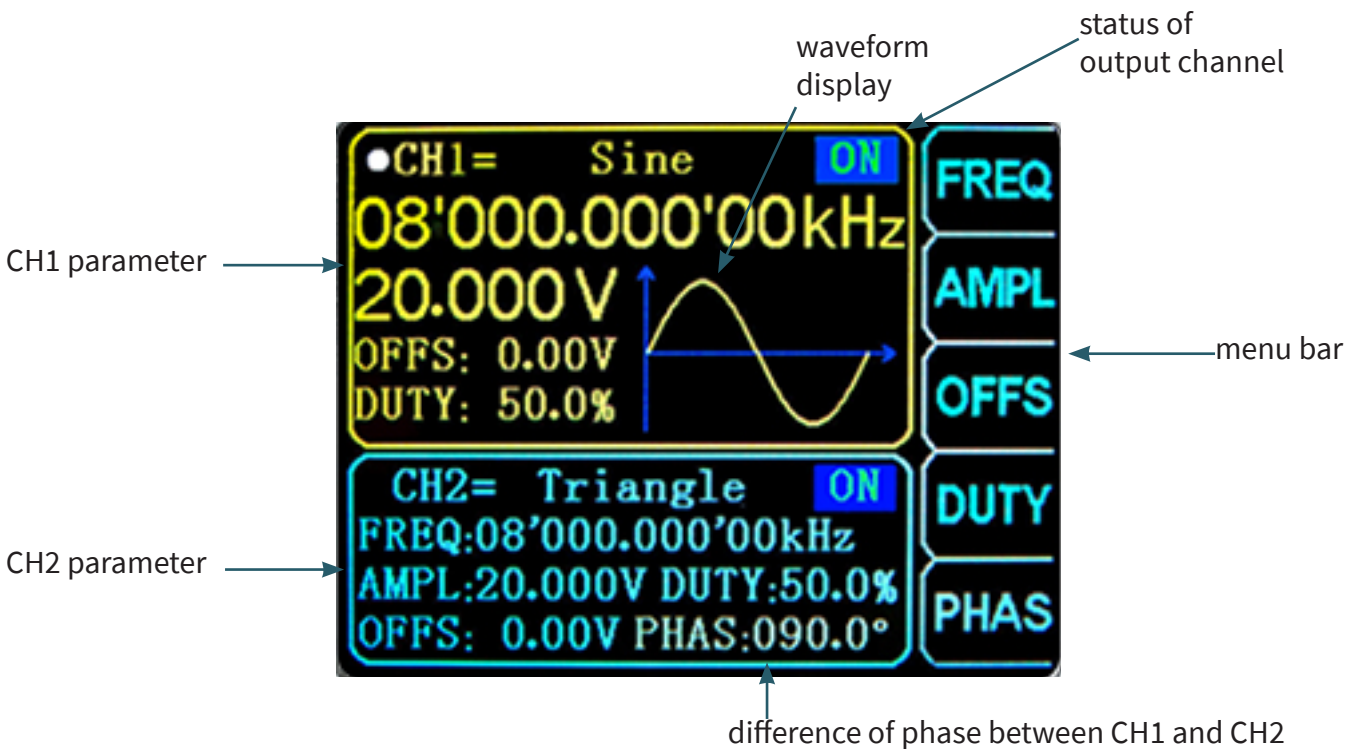 status of
output channel
waveform
display
CH1= Sine ON
08'000.000'00kHz
20.000V
OFFS: 0.00V
DUTY: 50.0%
CH1 parameter
CH2= Triangle ON
FREQ:08’000.000’00kHz
AMPL:20.000V DUTY:50.0%
OFFS: 0.00V PHAS:090.0°
CH2 parameter
FREQ
AMPL
OFFS
DUTY
PHAS
menu bar
difference of phase between CH1 and CH2